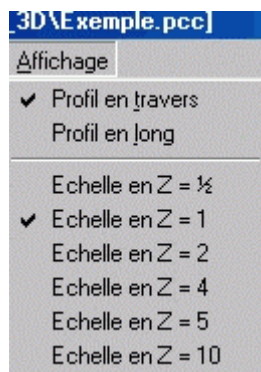 _3D\Exemple.pcc]
Affichage
✔ Profil en travers
Profil en long
Echelle en Z = ½
✔ Echelle en Z = 1
Echelle en Z = 2
Echelle en Z = 4
Echelle en Z = 5
Echelle en Z = 10